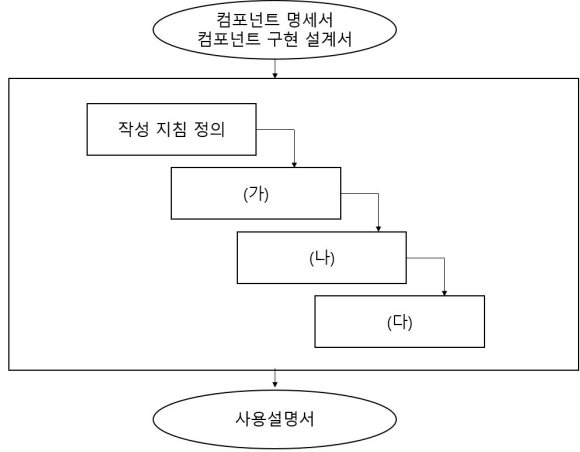 컴포넌트 명세서
컴포넌트 구현 설계서
작성 지침 정의
(가)
(나)
(다)
사용설명서